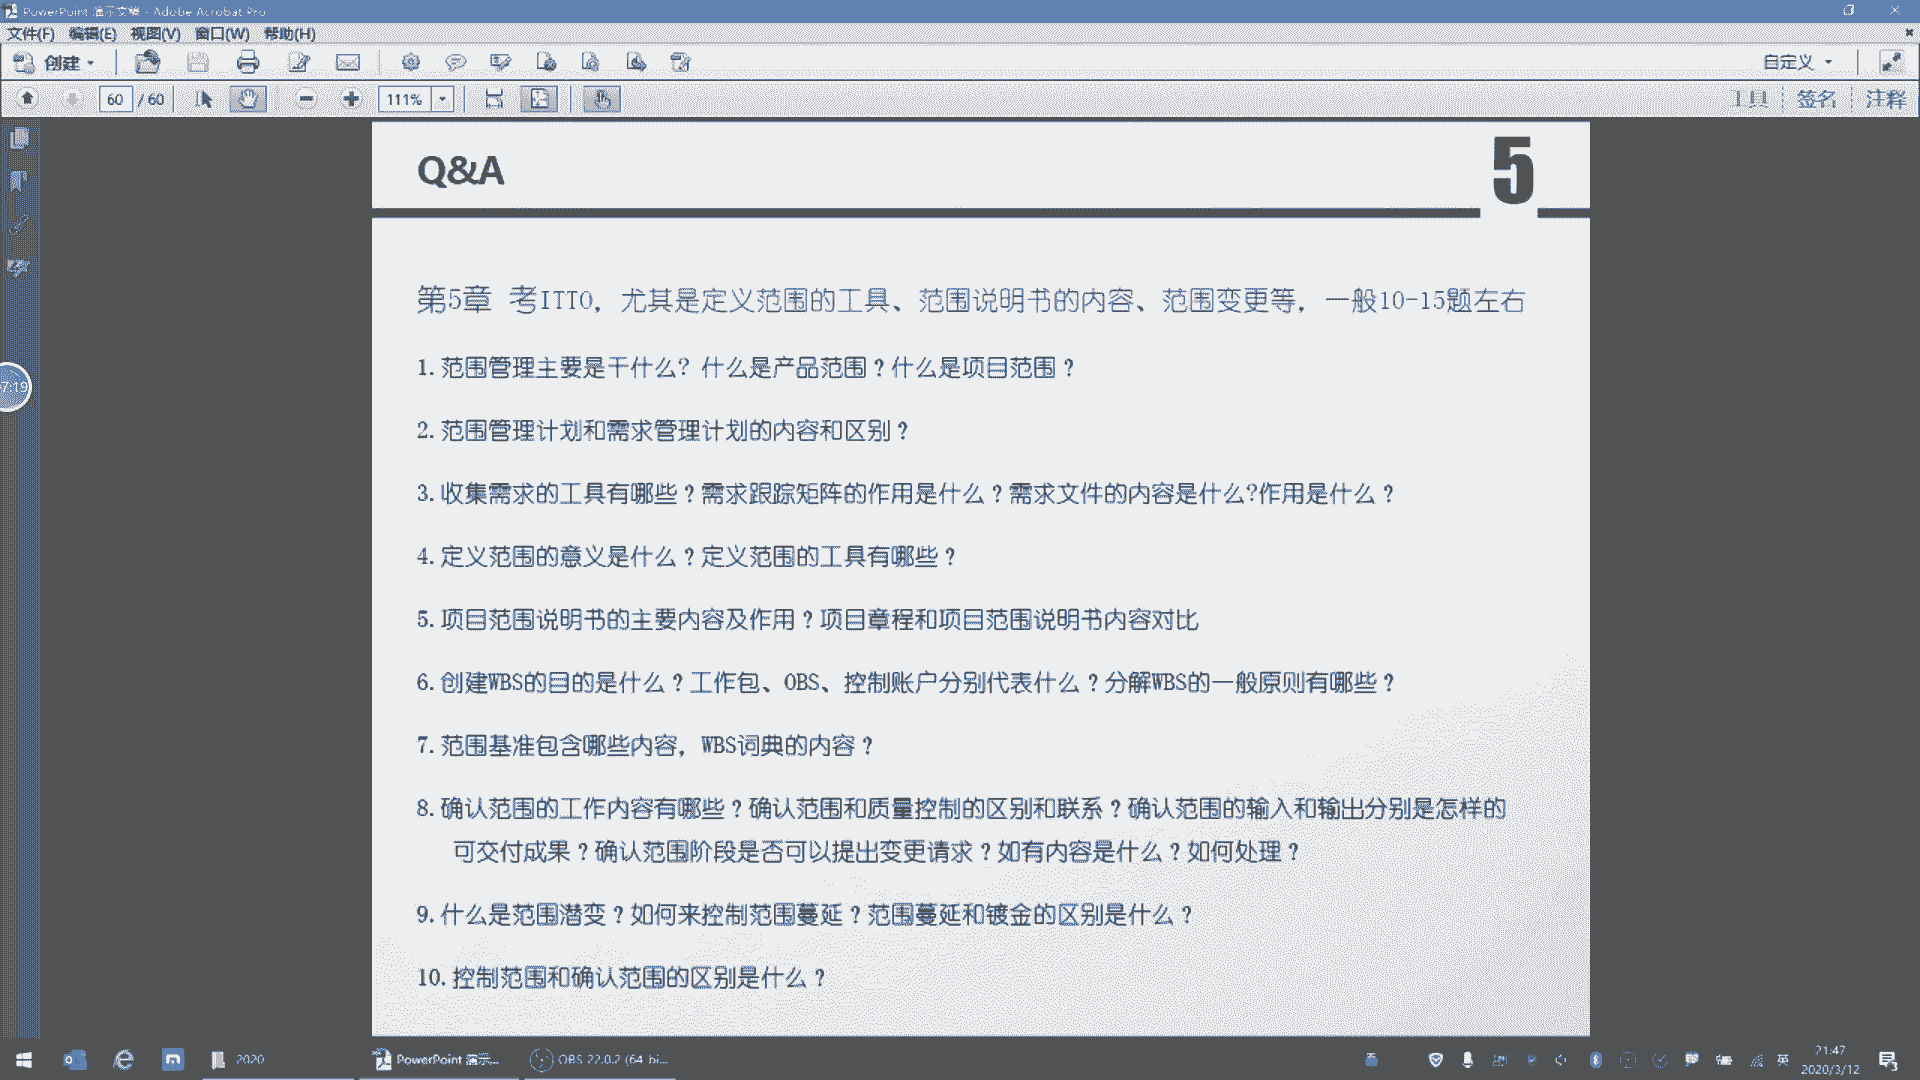 PowerPoint 演示文稿 - Adobe Acrobat Pro
文件(F) 编辑(E) 视图(V) 窗口(W) 帮助(H)
创建 自定义
60 / 60 111% 工具 签名 注释
Q&A 5
第5章 考ITTO，尤其是定义范围的工具、范围说明书的内容、范围变更等，一般10-15题左右
1. 范围管理主要是干什么? 什么是产品范围？什么是项目范围？
7:19
2. 范围管理计划和需求管理计划的内容和区别？
3. 收集需求的工具有哪些？需求跟踪矩阵的作用是什么？需求文件的内容是什么?作用是什么？
4. 定义范围的意义是什么？定义范围的工具有哪些？
5. 项目范围说明书的主要内容及作用？项目章程和项目范围说明书内容对比
6. 创建WBS的目的是什么？工作包、OBS、控制账户分别代表什么？分解WBS的一般原则有哪些？
7. 范围基准包含哪些内容，WBS词典的内容？
8. 确认范围的工作内容有哪些？确认范围和质量控制的区别和联系？确认范围的输入和输出分别是怎样的
可交付成果？确认范围阶段是否可以提出变更请求？如有内容是什么？如何处理？
9. 什么是范围潜变？如何来控制范围蔓延？范围蔓延和镀金的区别是什么？
10. 控制范围和确认范围的区别是什么？
2020 PowerPoint 演示... OBS 22.0.2 (64-bi... 英 21:47
2020/3/12